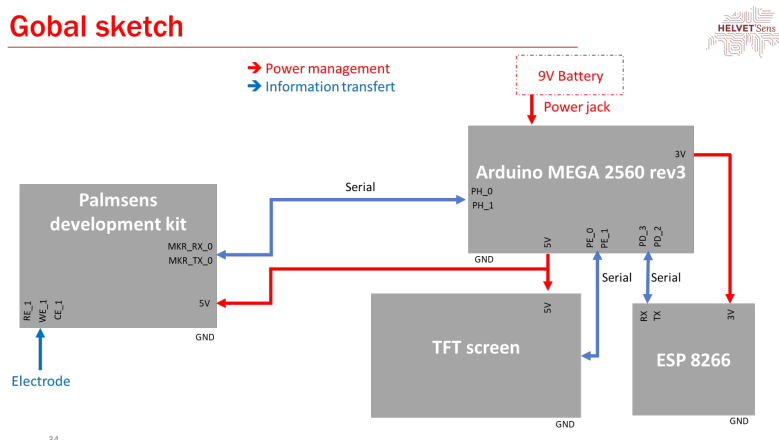 Gobal sketch
HELVET'Sens
Power management
Information transfert
9V Battery
Power jack
Arduino MEGA 2560 rev3
3V
PH_0
PH_1
5V
PE_0
PE_1
PD_3
PD_2
GND
Serial
Palmsens
development kit
MKR_RX_0
MKR_TX_0
5V
RE_1
WE_1
CE_1
GND
Electrode
Serial
Serial
5V
TFT screen
GND
RX
TX
3V
ESP 8266
GND
34